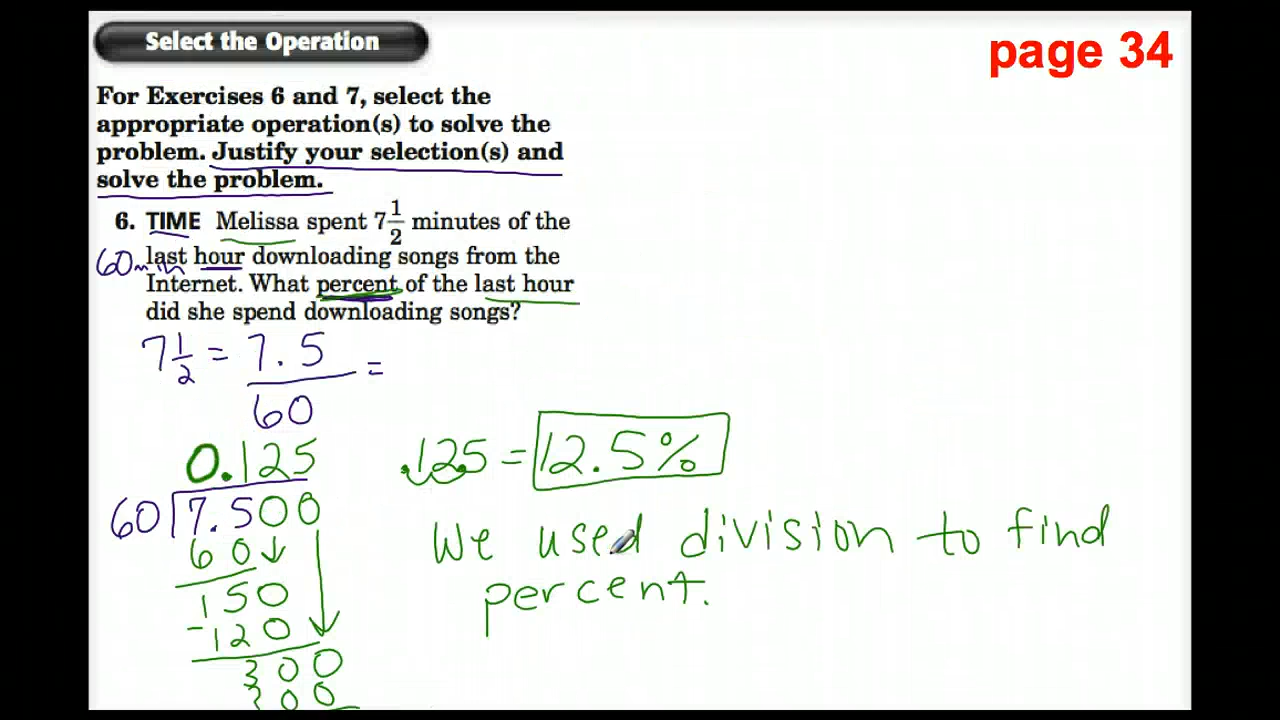 Select the Operation
page 34
For Exercises 6 and 7, select the
appropriate operation(s) to solve the
problem. Justify your selection(s) and
solve the problem.
6. TIME Melissa spent 7 1/2 minutes of the
60min last hour downloading songs from the
Internet. What percent of the last hour
did she spend downloading songs?
7 1/2 = 7.5/60 =
0.125
60 7.500
60
150
-120
300
300
.125 = 12.5%
We used division to find
percent.